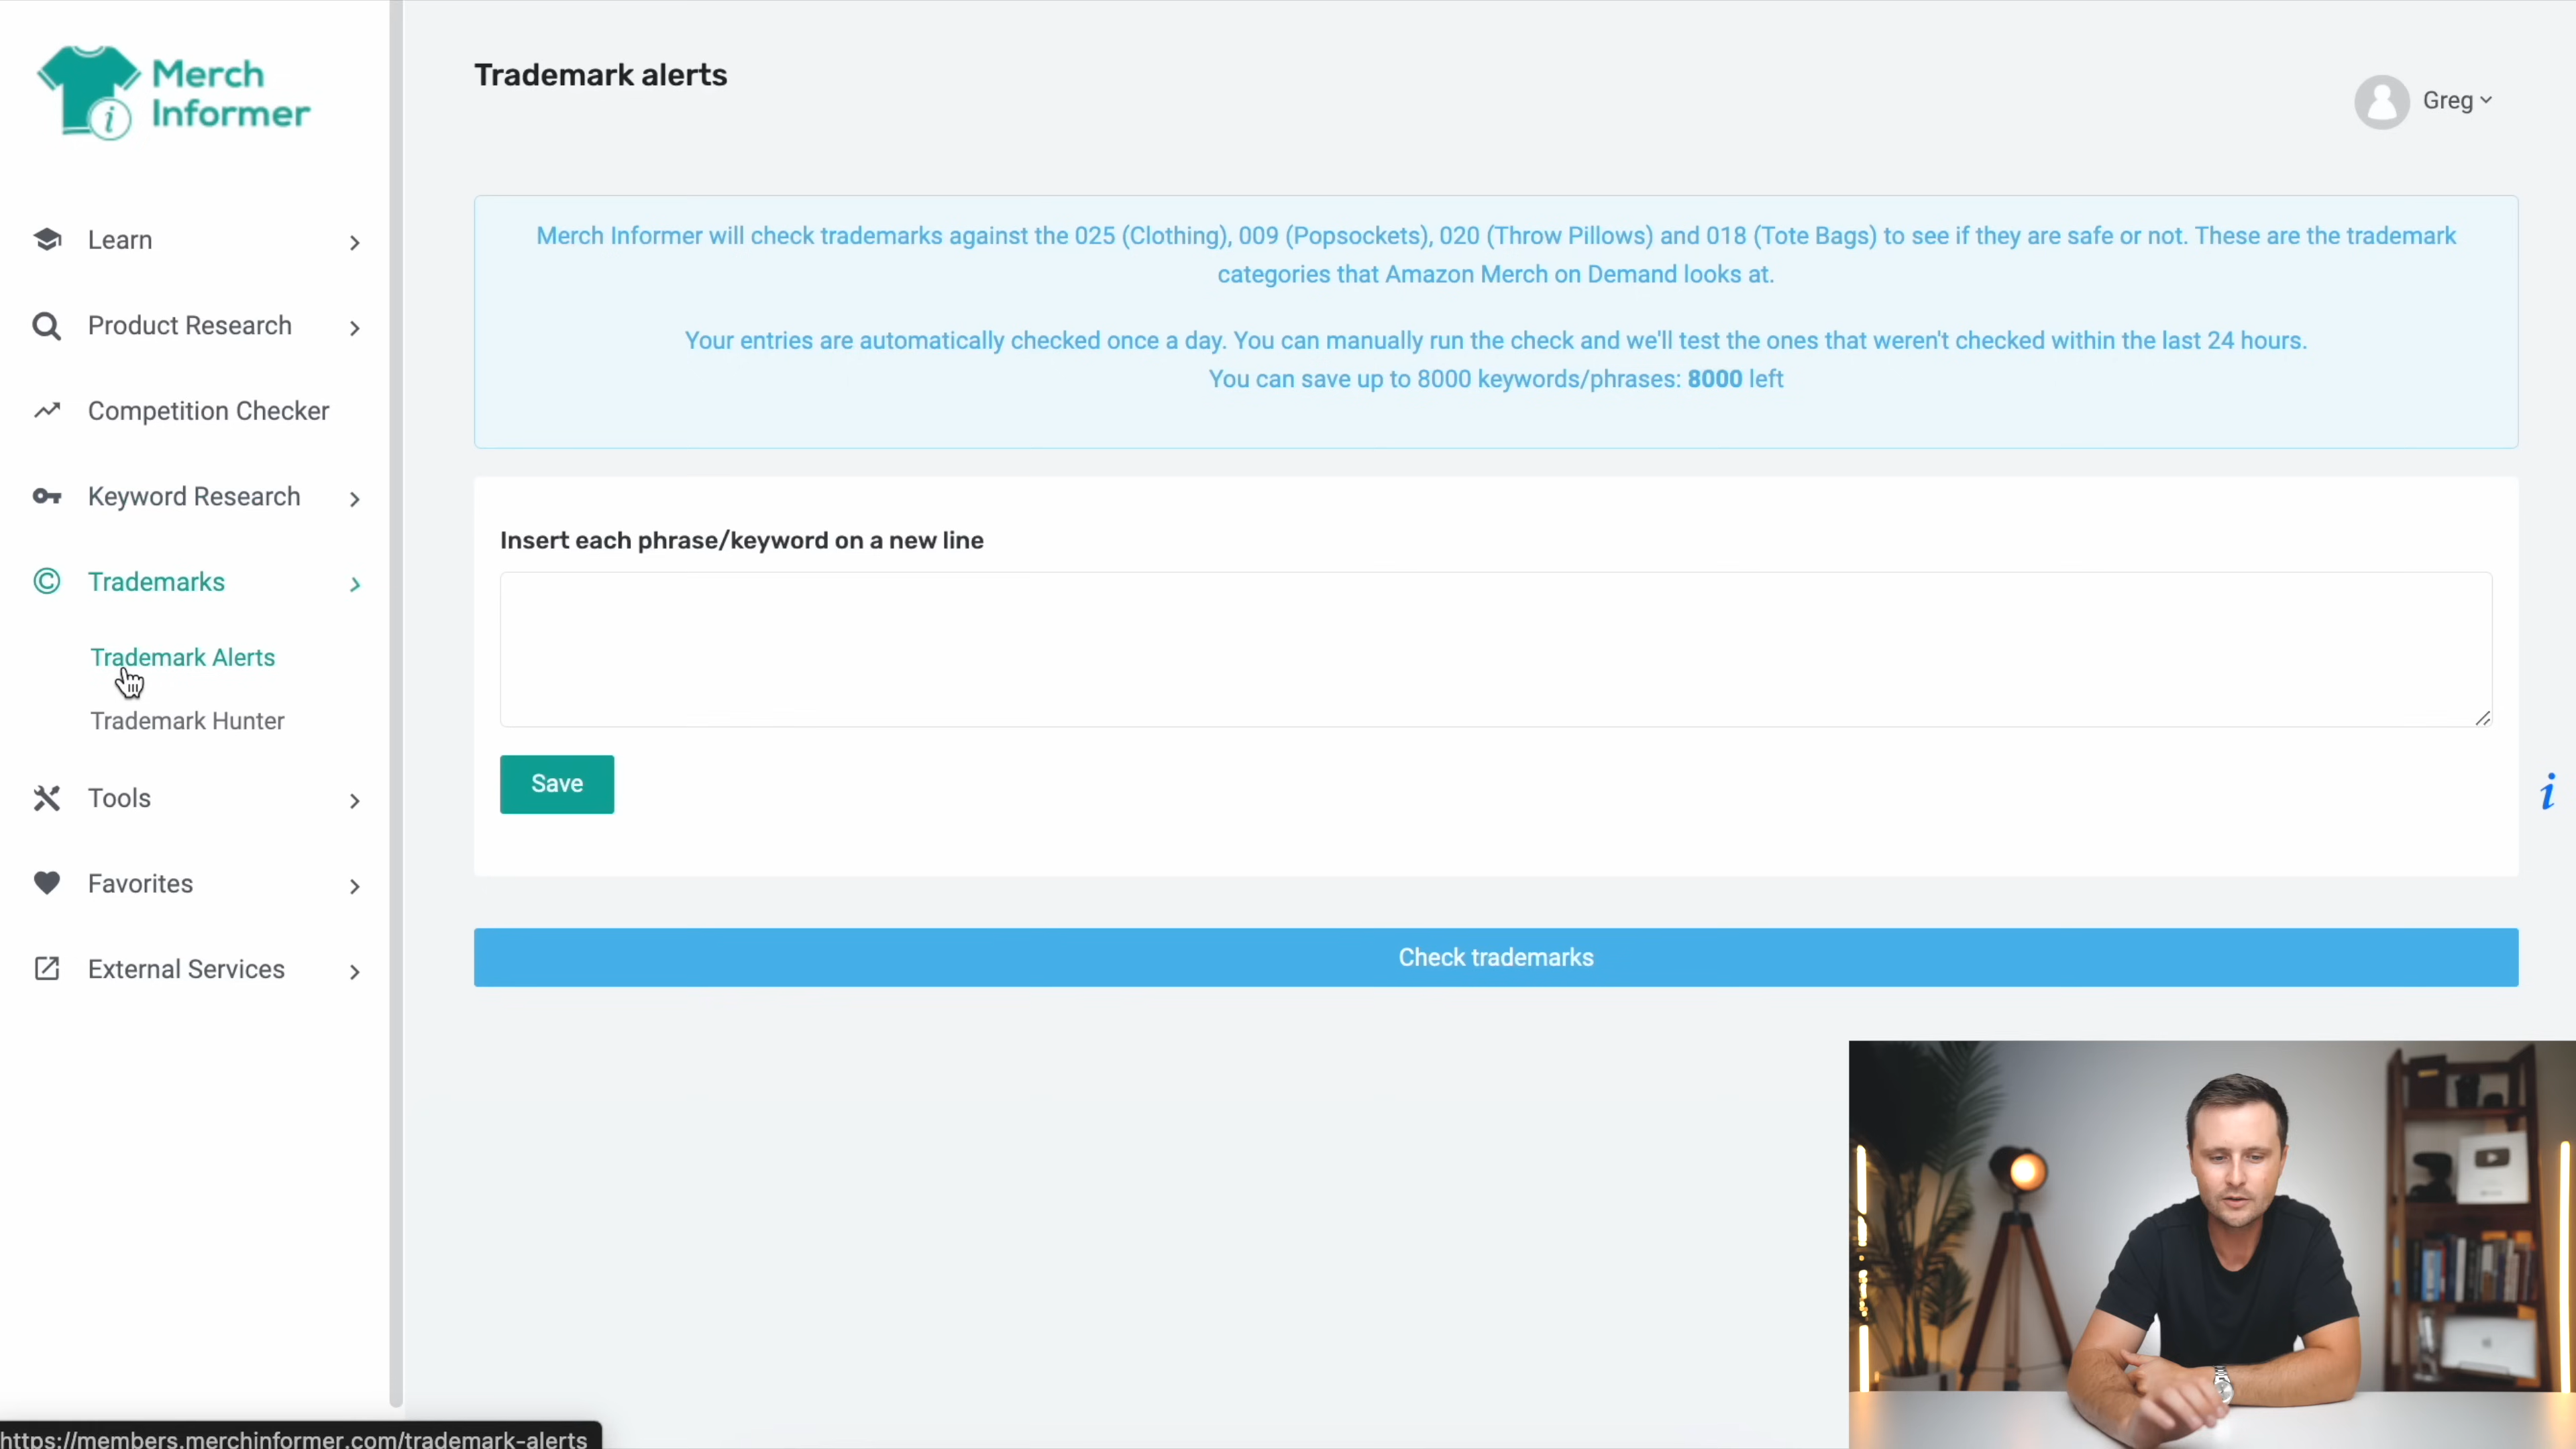 Merch
Informer
Learn
Product Research
Competition Checker
Keyword Research
Trademarks
Trademark Alerts
Trademark Hunter
Tools
Favorites
External Services
https://members.merchinformer.com/trademark-alerts
Trademark alerts
Greg
Merch Informer will check trademarks against the 025 (Clothing), 009 (Popsockets), 020 (Throw Pillows) and 018 (Tote Bags) to see if they are safe or not. These are the trademark
categories that Amazon Merch on Demand looks at.
Your entries are automatically checked once a day. You can manually run the check and we'll test the ones that weren't checked within the last 24 hours.
You can save up to 8000 keywords/phrases: 8000 left
Insert each phrase/keyword on a new line
Save
i
Check trademarks